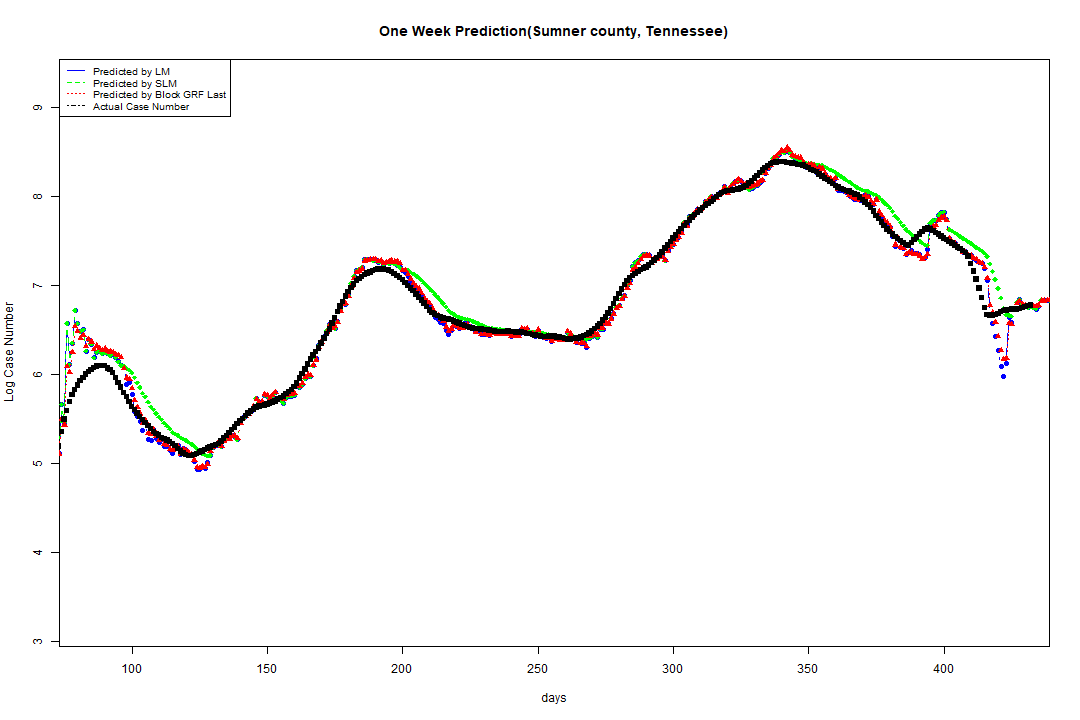 One Week Prediction(Sumner county, Tennessee)
Predicted by LM
Predicted by SLM
Predicted by Block GRF Last
Actual Case Number
Log Case Number
9
8
7
6
5
4
3
100 150 200 250 300 350 400
days